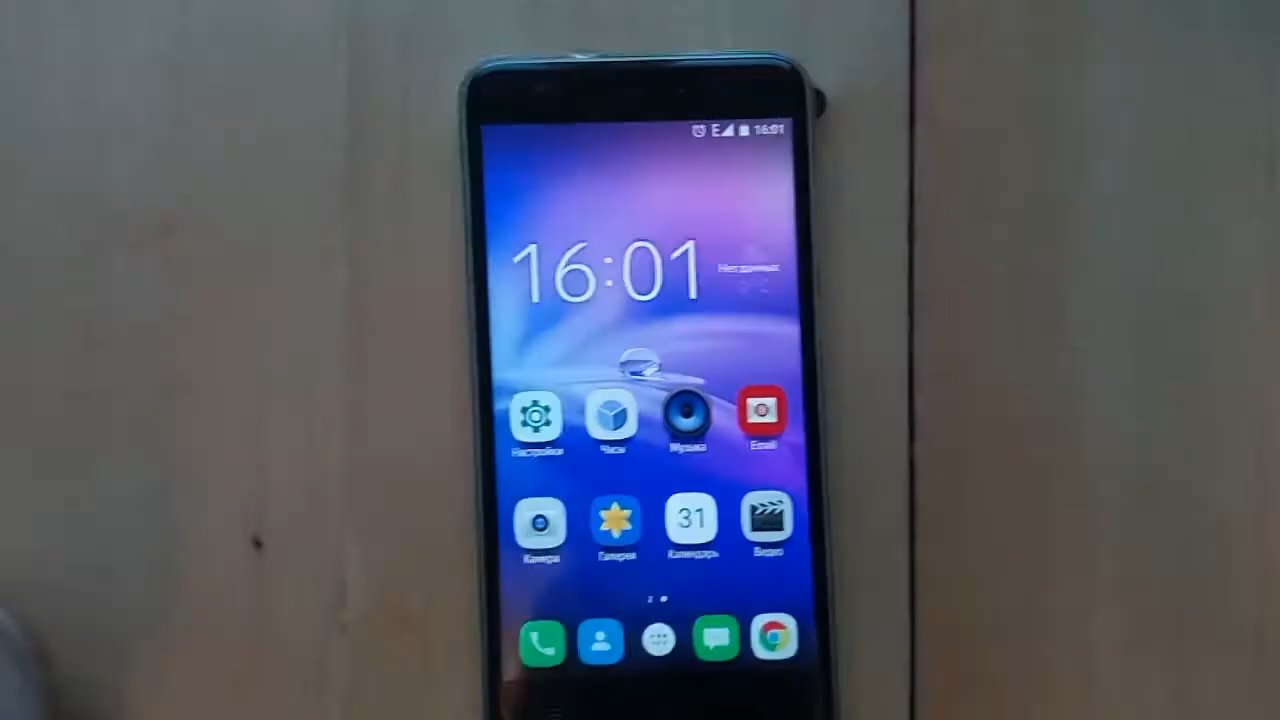 E 16:01
16:01
Нет данных
Настройки Часы Музыка Email
Камера Галерея 31 Календарь Видео